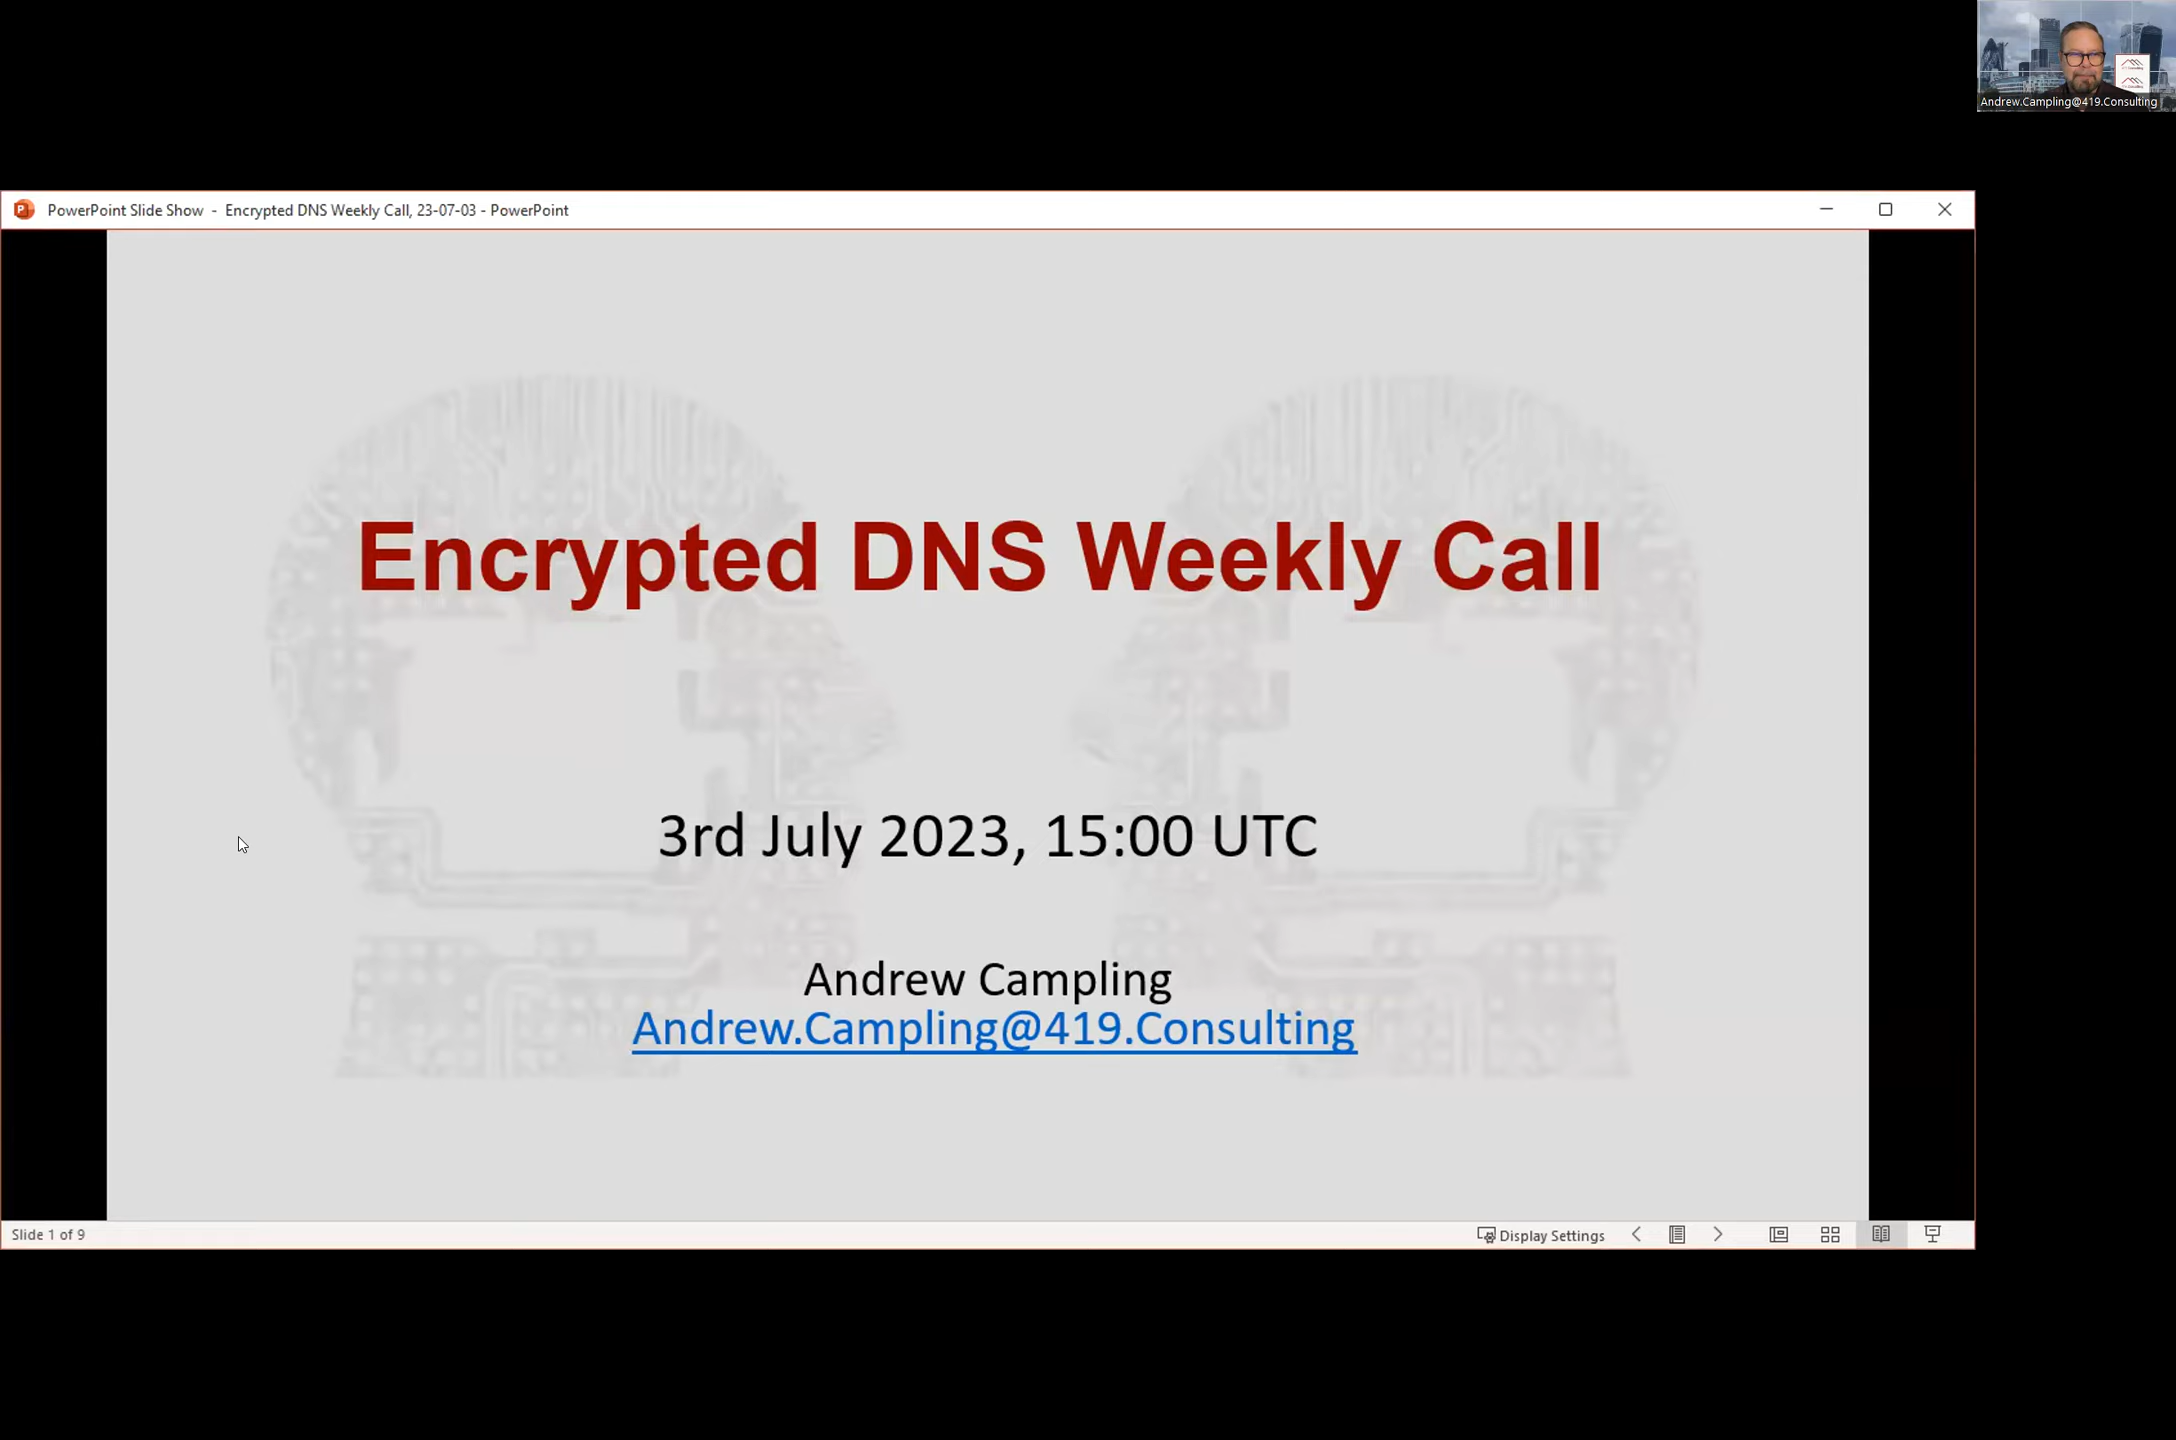 Andrew.Campling@419.Consulting
PowerPoint Slide Show - Encrypted DNS Weekly Call, 23-07-03 - PowerPoint
Encrypted DNS Weekly Call
3rd July 2023, 15:00 UTC
Andrew Campling
Andrew.Campling@419.Consulting
Slide 1 of 9
Display Settings